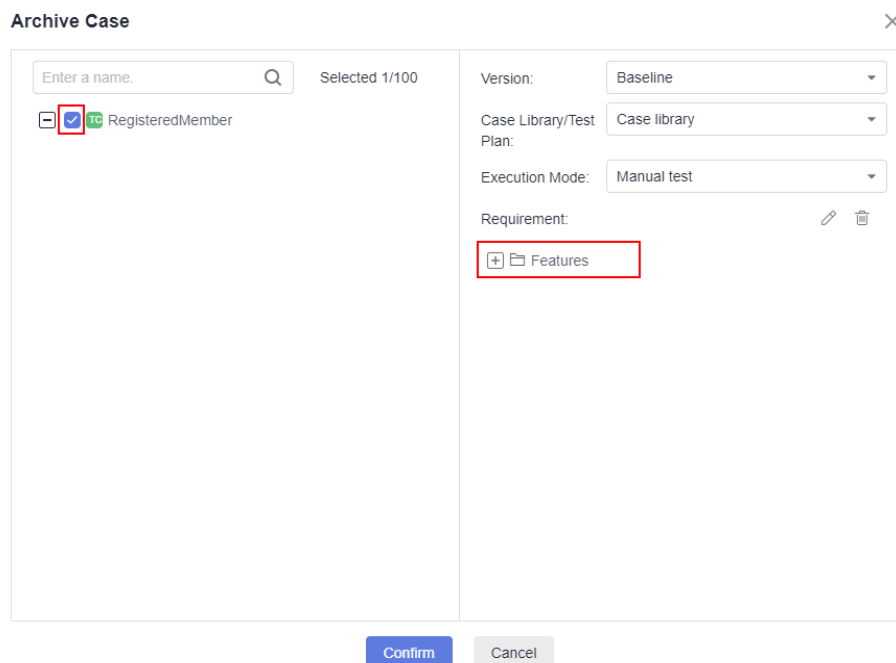 Archive Case
Enter a name.
Selected 1/100
TC RegisteredMember
Version:
Baseline
Case Library/Test
Plan:
Case library
Execution Mode:
Manual test
Requirement:
Features
Confirm
Cancel